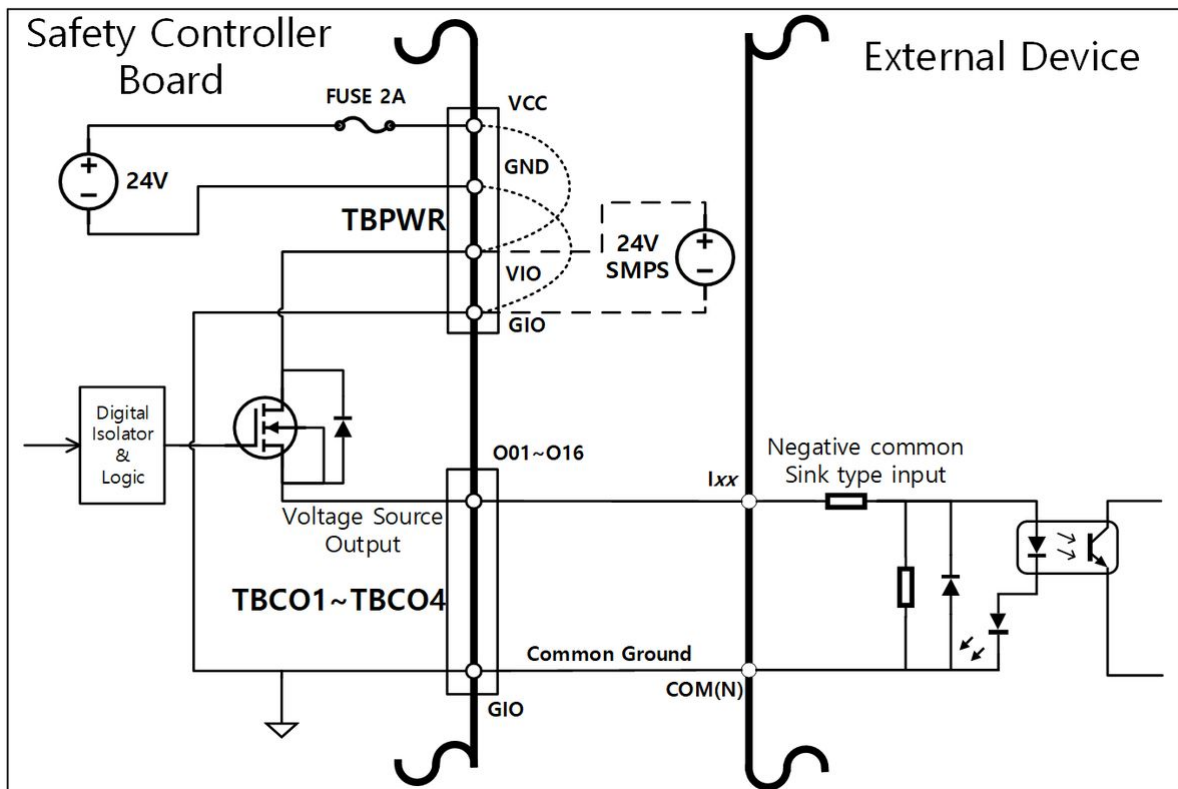 Safety Controller
Board
External Device
FUSE 2A
VCC
GND
24V
TBPWR
24V
SMPS
VIO
GIO
Digital
Isolator
&
Logic
O01~O16
Ixx
Negative common
Sink type input
Voltage Source
Output
TBCO1~TBCO4
Common Ground
COM(N)
GIO